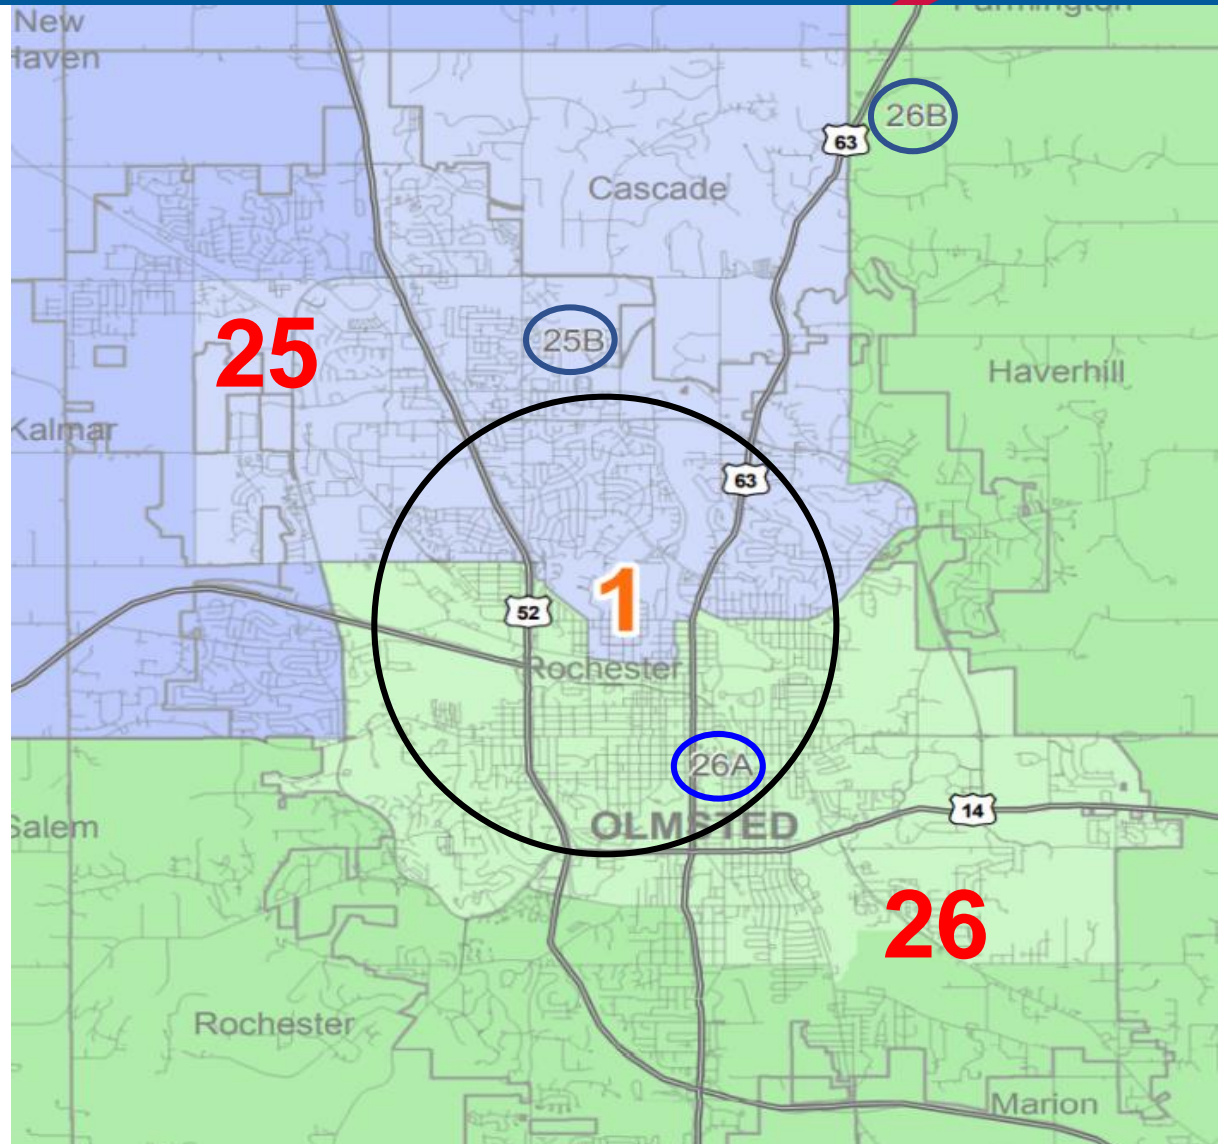 New
Haven
Farmington
26B
63
Cascade
25
25B
Haverhill
Kalmar
63
1
52
Rochester
26A
14
Salem
OLMSTED
26
Rochester
Marion